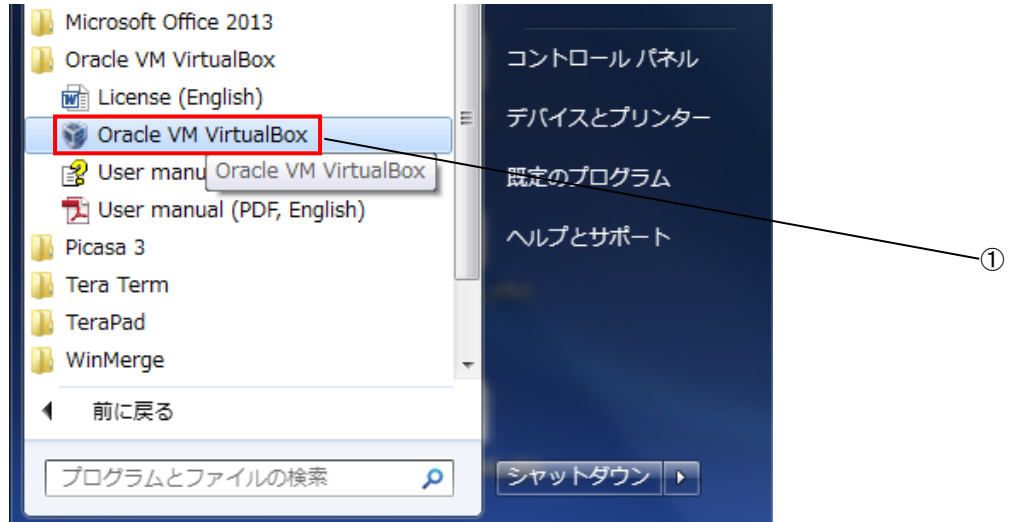 Microsoft Office 2013
Oracle VM VirtualBox
License (English)
Oracle VM VirtualBox
User manu
Oracle VM VirtualBox
User manual (PDF, English)
Picasa 3
Tera Term
TeraPad
WinMerge
前に戻る
プログラムとファイルの検索
コントロール パネル
デバイスとプリンター
既定のプログラム
ヘルプとサポート
シャットダウン
①